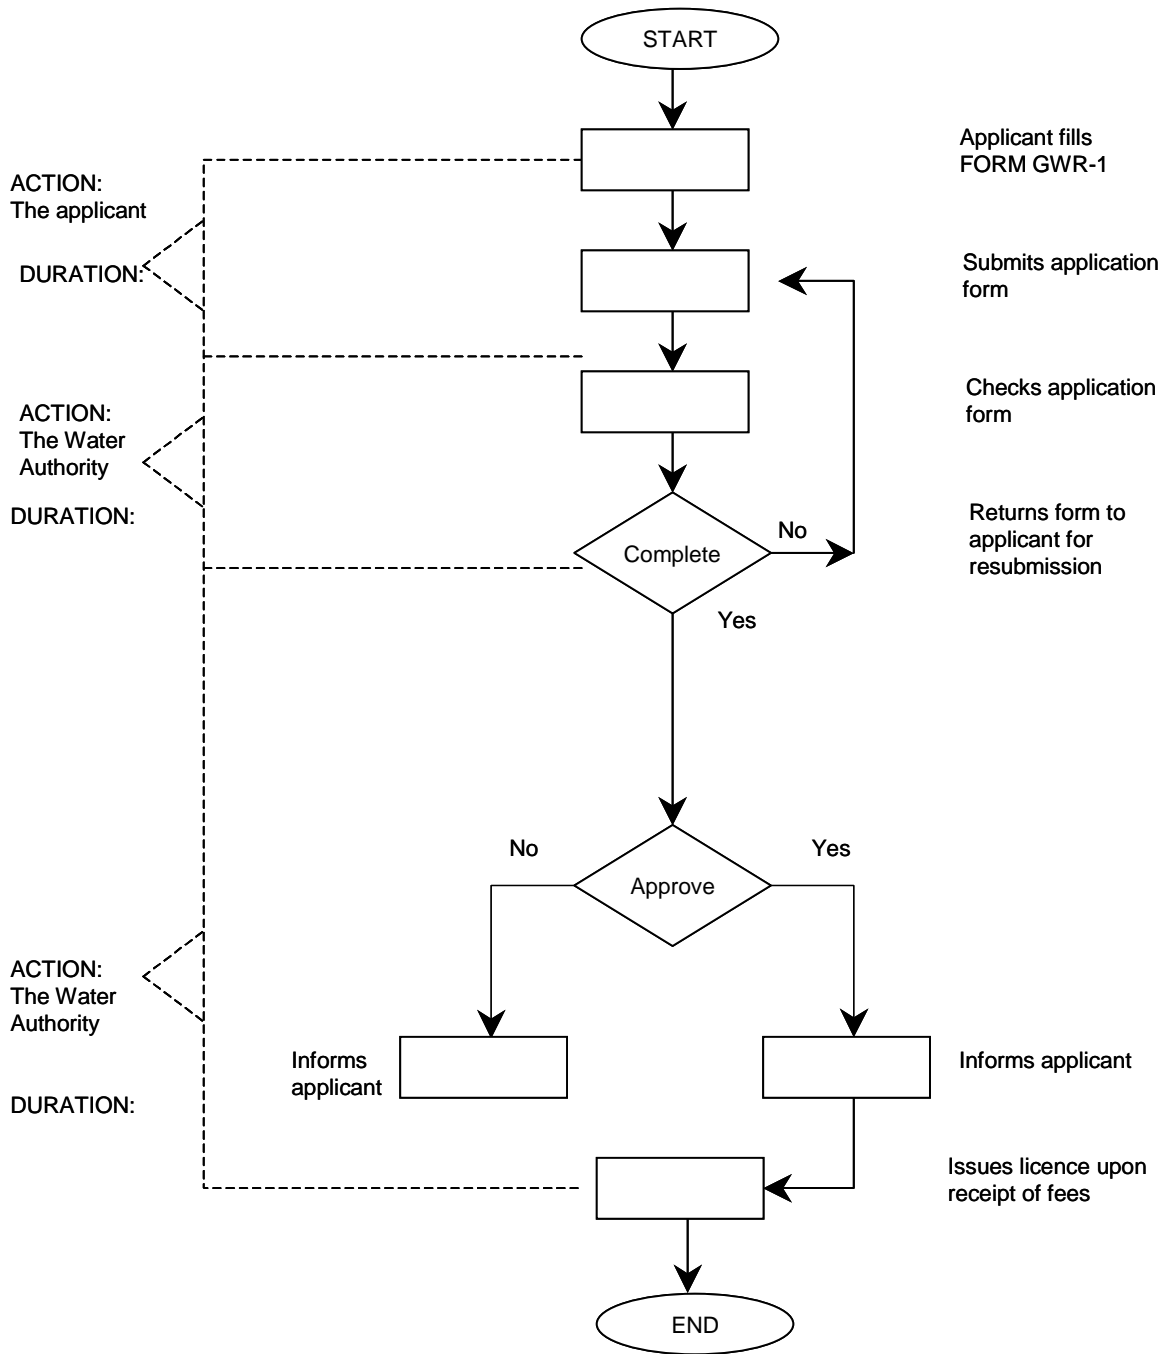 START
Applicant fills
FORM GWR-1
ACTION:
The applicant
DURATION:
Submits application
form
Checks application
form
ACTION:
The Water
Authority
DURATION:
Complete
No
Yes
Returns form to
applicant for
resubmission
No
Yes
Approve
ACTION:
The Water
Authority
DURATION:
Informs
applicant
Informs applicant
Issues licence upon
receipt of fees
END